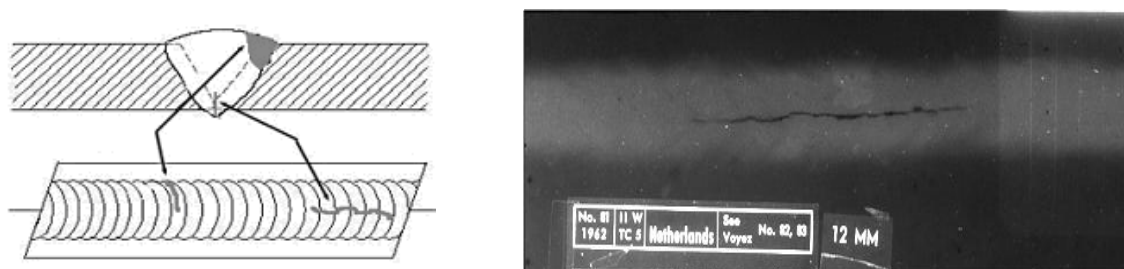 No. 81
1962
II W
TC 5
Netherlands
See
Voyez
No. 82, 83
12 MM